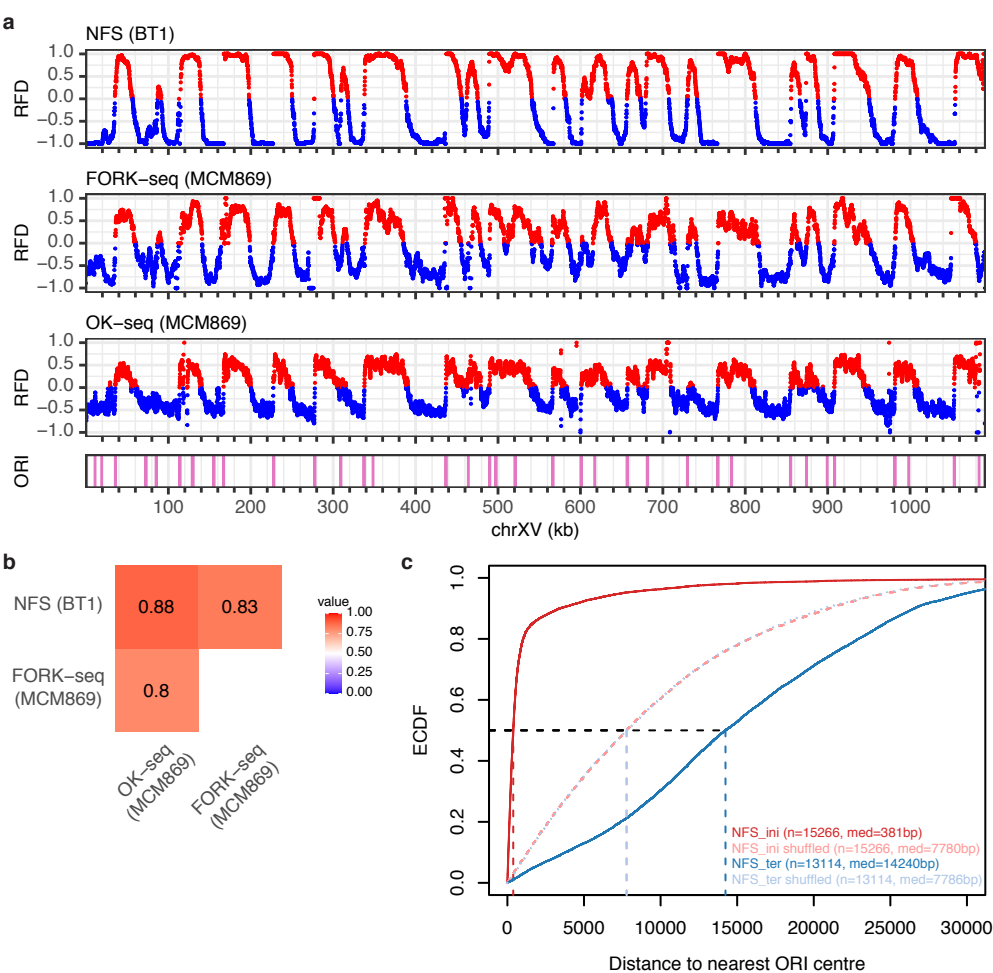 a
NFS (BT1)
1.0
0.5
0.0
−0.5
−1.0
RFD
FORK−seq (MCM869)
1.0
0.5
0.0
−0.5
−1.0
RFD
OK−seq (MCM869)
1.0
0.5
0.0
−0.5
−1.0
RFD
ORI
100 200 300 400 500 600 700 800 900 1000
chrXV (kb)
b
NFS (BT1)
0.88 0.83
FORK−seq
(MCM869)
0.8
OK−seq
(MCM869)
FORK−seq
(MCM869)
value
1.00
0.75
0.50
0.25
0.00
c
1.0
0.8
0.6
0.4
0.2
0.0
ECDF
NFS_ini (n=15266, med=381bp)
NFS_ini shuffled (n=15266, med=7780bp)
NFS_ter (n=13114, med=14240bp)
NFS_ter shuffled (n=13114, med=7786bp)
0 5000 10000 15000 20000 25000 30000
Distance to nearest ORI centre